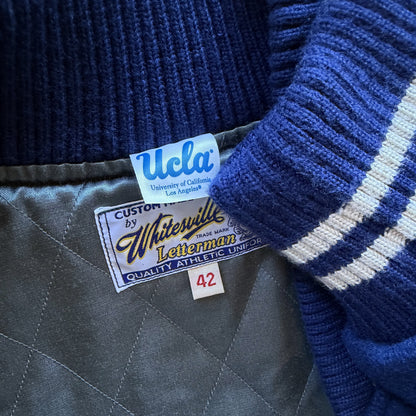 Ucla
University of California
Los Angeles
CUSTOM
by
Whitesville
TRADE MARK
Letterman
QUALITY ATHLETIC UNIFORM
42